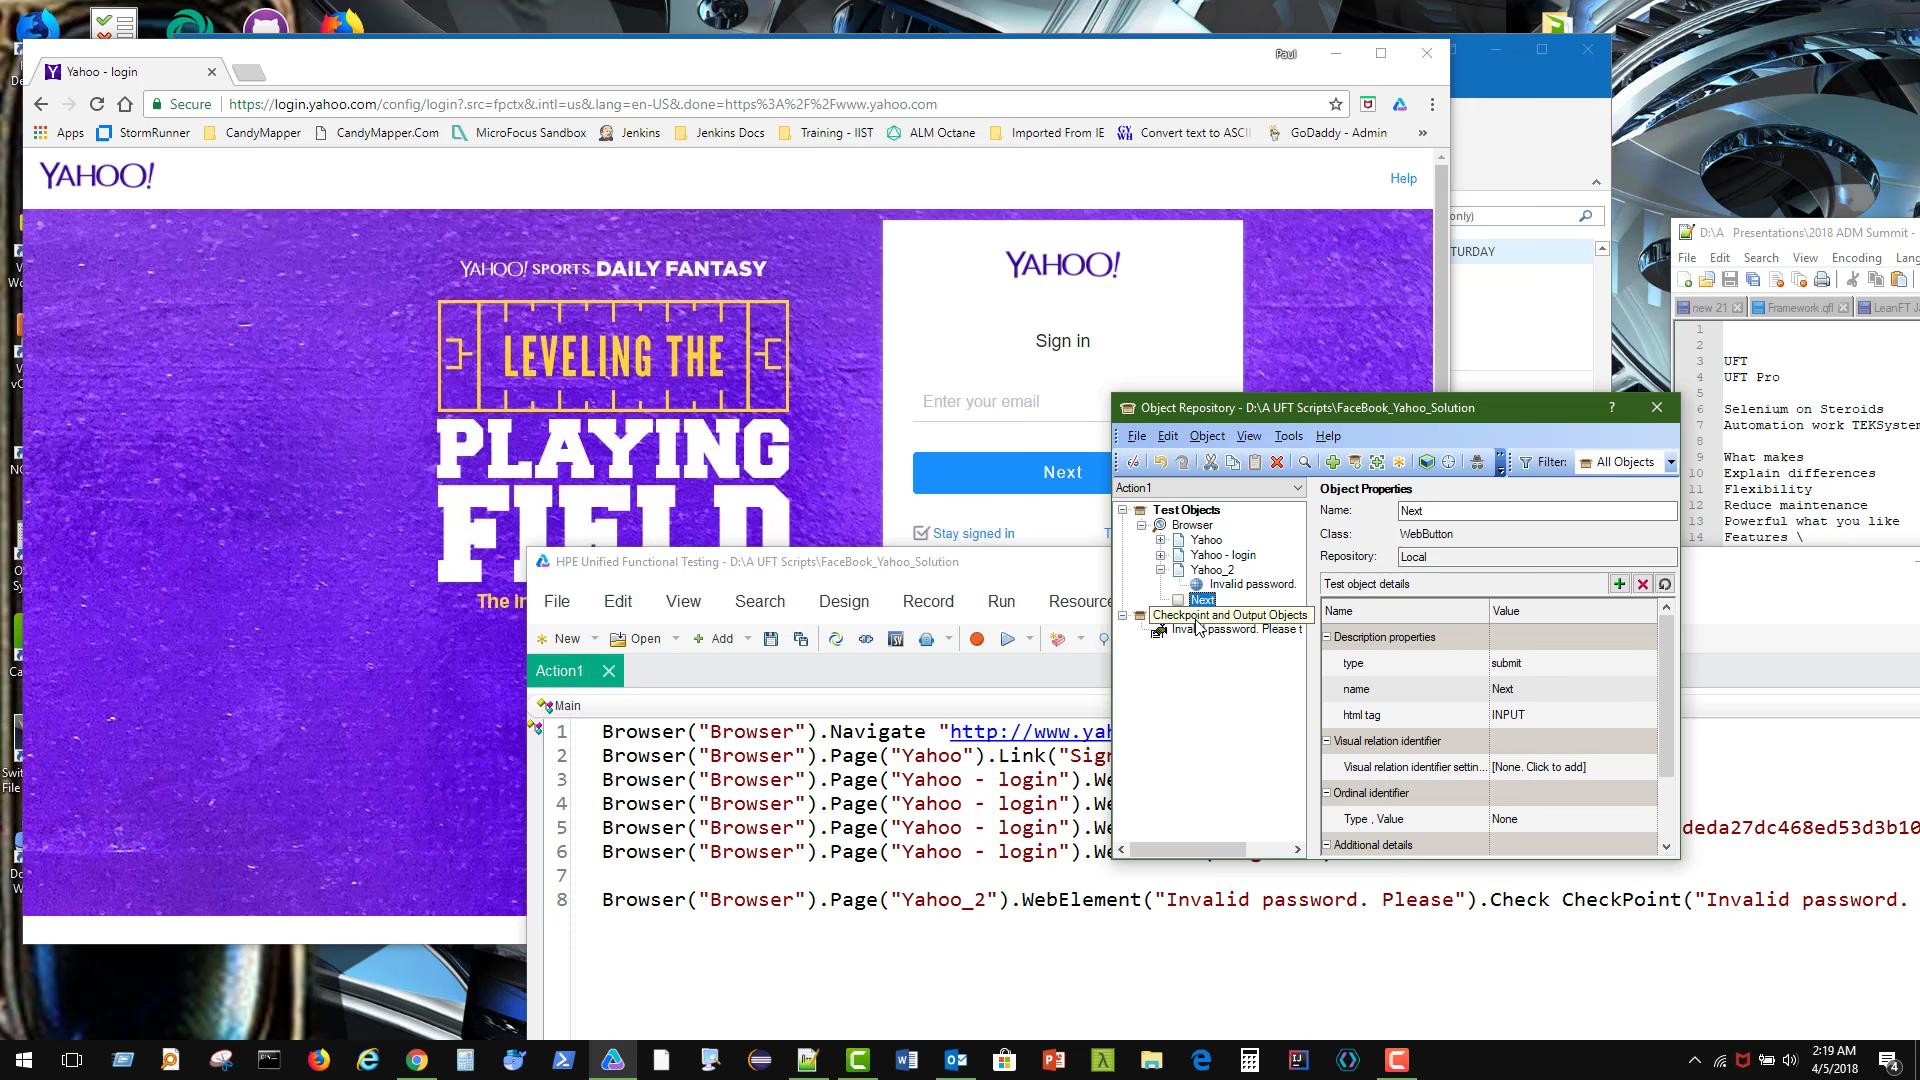 Paul
Yahoo - login
Secure
https://login.yahoo.com/config/login?.src=fpctx&.intl=us&.lang=en-US&.done=https%3A%2F%2Fwww.yahoo.com
Apps
StormRunner
CandyMapper
CandyMapper.Com
MicroFocus Sandbox
Jenkins
Jenkins Docs
Training - IIST
ALM Octane
Imported From IE
Convert text to ASCII
GoDaddy - Admin
»
YAHOO!
Help
YAHOO! SPORTS DAILY FANTASY
LEVELING THE
PLAYING
FIELD
YAHOO!
Sign in
Enter your email
Next
Stay signed in
only)
TURDAY
D:\A Presentations\2018 ADM Summit -
File Edit Search View Encoding Lang
new 21 Framework.qfl LeanFT J
1
2
3 UFT
4 UFT Pro
5
6 Selenium on Steroids
7 Automation work TEKSystem
8
9 What makes
10 Explain differences
11 Flexibility
12 Reduce maintenance
13 Powerful what you like
14 Features \
Object Repository - D:\A UFT Scripts\FaceBook_Yahoo_Solution
File Edit Object View Tools Help
Filter: All Objects
Action1
Test Objects
Browser
Yahoo
Yahoo - login
Yahoo_2
Invalid password.
Next
Checkpoint and Output Objects
password. Please t
Object Properties
Name: Next
Class: WebButton
Repository: Local
Test object details
Name Value
Description properties
type submit
name Next
html tag INPUT
Visual relation identifier
Visual relation identifier settin... [None. Click to add]
Ordinal identifier
Type , Value None
Additional details
HPE Unified Functional Testing - D:\A UFT Scripts\FaceBook_Yahoo_Solution
File Edit View Search Design Record Run Resource
New Open Add
Action1
Main
1 Browser("Browser").Navigate "http://www.yah
2 Browser("Browser").Page("Yahoo").Link("Sig
3 Browser("Browser").Page("Yahoo - login").We
4 Browser("Browser").Page("Yahoo - login").We
5 Browser("Browser").Page("Yahoo - login").We deda27dc468ed53d3b10
6 Browser("Browser").Page("Yahoo - login").We
7
8 Browser("Browser").Page("Yahoo_2").WebElement("Invalid password. Please").Check CheckPoint("Invalid password.
2:19 AM
4/5/2018
4